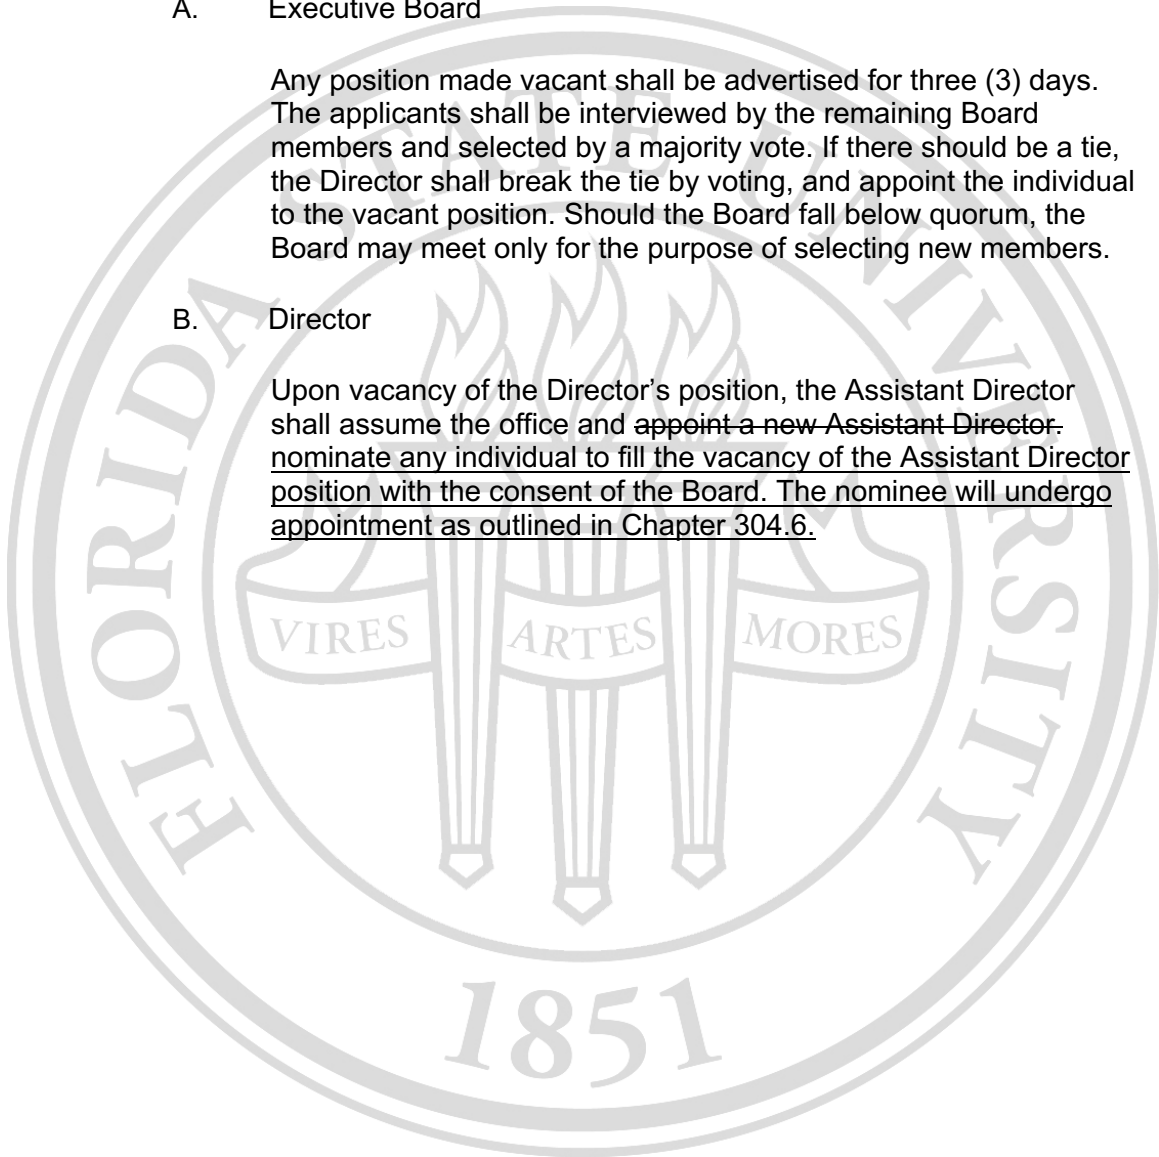 A. Executive Board
Any position made vacant shall be advertised for three (3) days.
The applicants shall be interviewed by the remaining Board
members and selected by a majority vote. If there should be a tie,
the Director shall break the tie by voting, and appoint the individual
to the vacant position. Should the Board fall below quorum, the
Board may meet only for the purpose of selecting new members.
B. Director
Upon vacancy of the Director’s position, the Assistant Director
shall assume the office and appoint a new Assistant Director.
nominate any individual to fill the vacancy of the Assistant Director
position with the consent of the Board. The nominee will undergo
appointment as outlined in Chapter 304.6.
FLORIDA STATE UNIVERSITY
VIRES ARTES MORES
1851